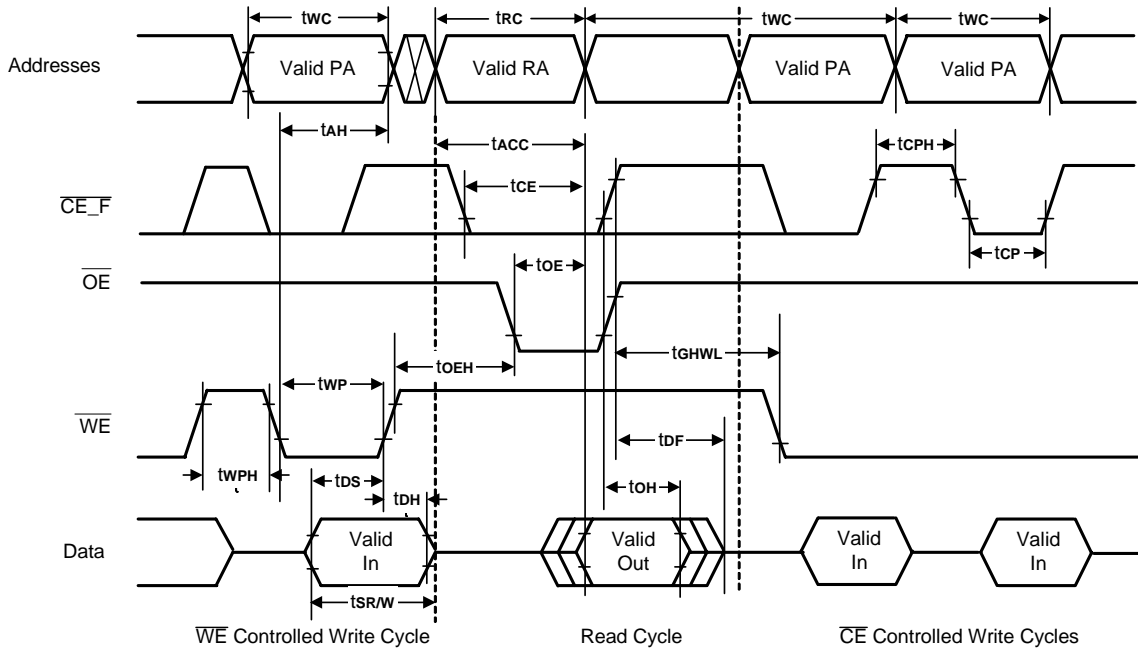 tWC tRC tWC tWC
Addresses Valid PA Valid RA Valid PA Valid PA
tAH tACC tCPH
CE_F tCE
tCP
OE tOE
tOEH tGHWL
WE tWP
tDF
tWPH tDS tDH tOH
Data Valid In Valid Out Valid In Valid In
tSR/W
WE Controlled Write Cycle Read Cycle CE Controlled Write Cycles